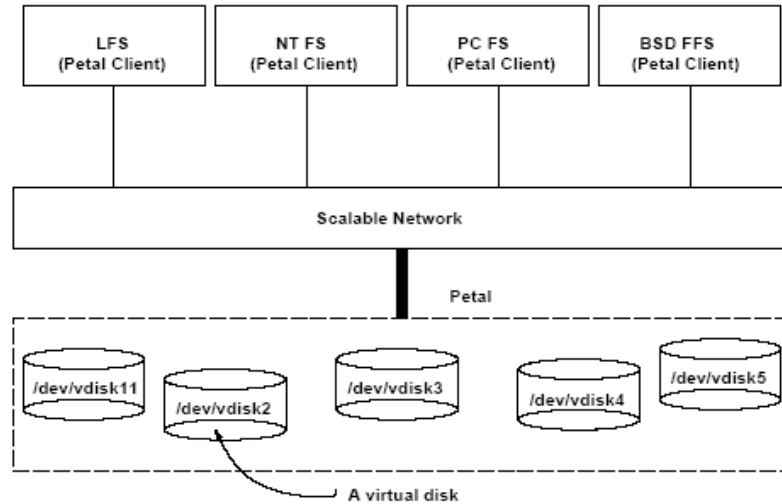 LFS
(Petal Client)
NT FS
(Petal Client)
PC FS
(Petal Client)
BSD FFS
(Petal Client)
Scalable Network
Petal
/dev/vdisk11
/dev/vdisk2
/dev/vdisk3
/dev/vdisk4
/dev/vdisk5
A virtual disk